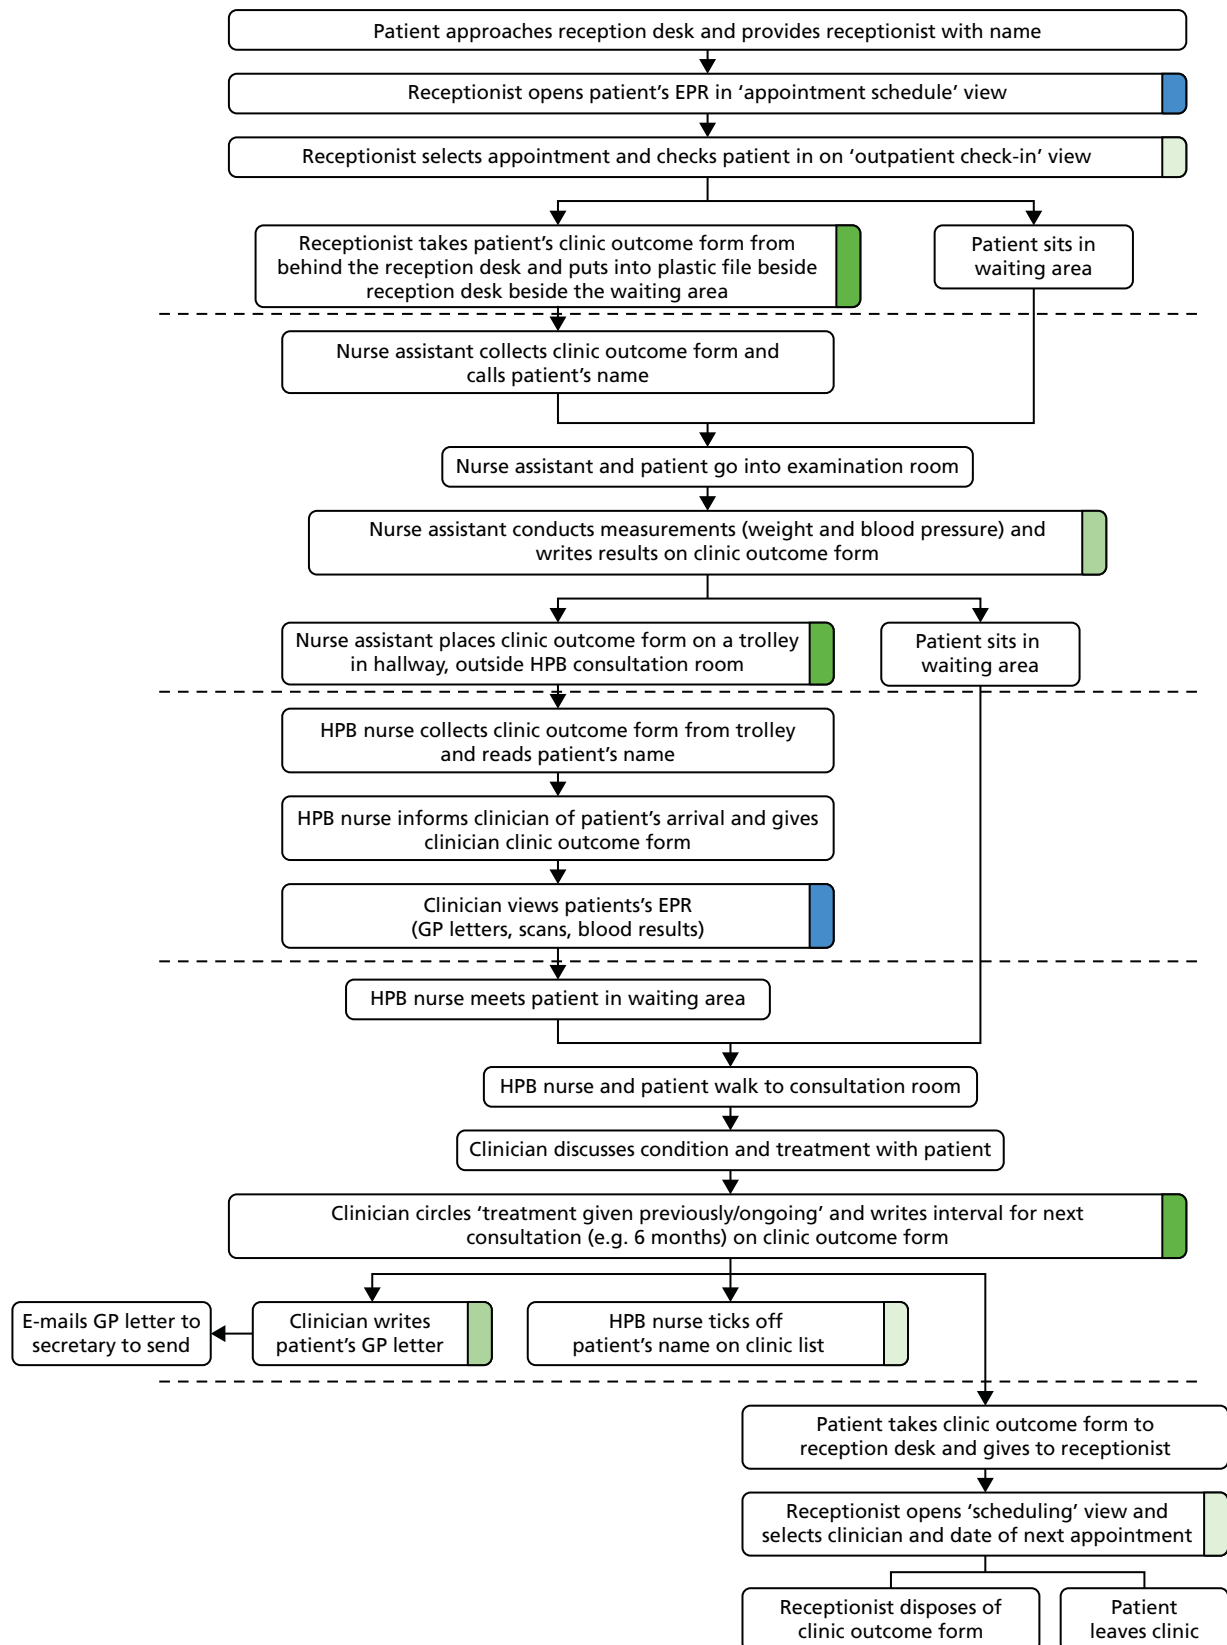 Patient approaches reception desk and provides receptionist with name
Receptionist opens patient's EPR in ‘appointment schedule’ view
Receptionist selects appointment and checks patient in on ‘outpatient check-in’ view
Receptionist takes patient's clinic outcome form from
behind the reception desk and puts into plastic file beside
reception desk beside the waiting area
Patient sits in
waiting area
Nurse assistant collects clinic outcome form and
calls patient's name
Nurse assistant and patient go into examination room
Nurse assistant conducts measurements (weight and blood pressure) and
writes results on clinic outcome form
Nurse assistant places clinic outcome form on a trolley
in hallway, outside HPB consultation room
Patient sits in
waiting area
HPB nurse collects clinic outcome form from trolley
and reads patient's name
HPB nurse informs clinician of patient's arrival and gives
clinician clinic outcome form
Clinician views patients's EPR
(GP letters, scans, blood results)
HPB nurse meets patient in waiting area
HPB nurse and patient walk to consultation room
Clinician discusses condition and treatment with patient
Clinician circles ‘treatment given previously/ongoing’ and writes interval for next
consultation (e.g. 6 months) on clinic outcome form
E-mails GP letter to
secretary to send
Clinician writes
patient's GP letter
HPB nurse ticks off
patient's name on clinic list
Patient takes clinic outcome form to
reception desk and gives to receptionist
Receptionist opens ‘scheduling’ view and
selects clinician and date of next appointment
Receptionist disposes of
clinic outcome form
Patient
leaves clinic